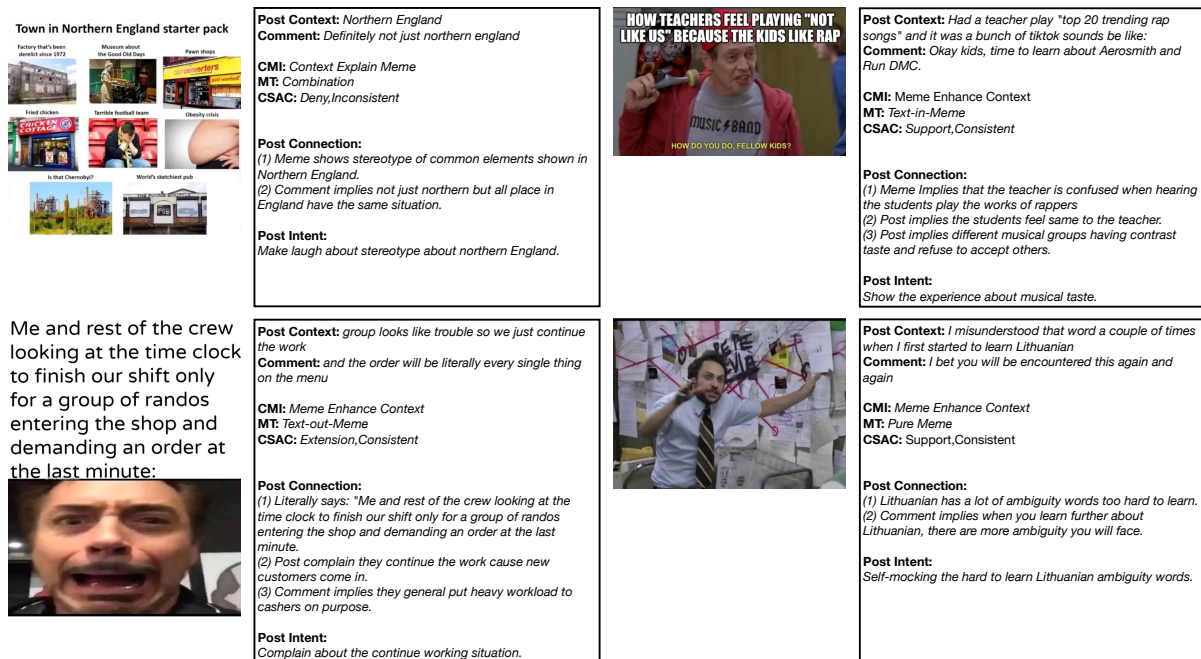 Town in Northern England starter pack
Factory that's been
derelict since 1972
Museum about
the Good Old Days
Pawn shops
Fried chicken
Terrible football team
Obesity crisis
CHICKEN
COTTAGE
Is that Chernobyl?
World's sketchiest pub
Post Context: Northern England
Comment: Definitely not just northern england
CMI: Context Explain Meme
MT: Combination
CSAC: Deny,Inconsistent
Post Connection:
(1) Meme shows stereotype of common elements shown in
Northern England.
(2) Comment implies not just northern but all place in
England have the same situation.
Post Intent:
Make laugh about stereotype about northern England.
HOW TEACHERS FEEL PLAYING "NOT
LIKE US" BECAUSE THE KIDS LIKE RAP
MUSIC BAND
HOW DO YOU DO, FELLOW KIDS?
Post Context: Had a teacher play "top 20 trending rap
songs" and it was a bunch of tiktok sounds be like:
Comment: Okay kids, time to learn about Aerosmith and
Run DMC.
CMI: Meme Enhance Context
MT: Text-in-Meme
CSAC: Support,Consistent
Post Connection:
(1) Meme Implies that the teacher is confused when hearing
the students play the works of rappers
(2) Post implies the students feel same to the teacher.
(3) Post implies different musical groups having contrast
taste and refuse to accept others.
Post Intent:
Show the experience about musical taste.
Me and rest of the crew
looking at the time clock
to finish our shift only
for a group of randos
entering the shop and
demanding an order at
the last minute:
Post Context: group looks like trouble so we just continue
the work
Comment: and the order will be literally every single thing
on the menu
CMI: Meme Enhance Context
MT: Text-out-Meme
CSAC: Extension,Consistent
Post Connection:
(1) Literally says: "Me and rest of the crew looking at the
time clock to finish our shift only for a group of randos
entering the shop and demanding an order at the last
minute.
(2) Post complain they continue the work cause new
customers come in.
(3) Comment implies they general put heavy workload to
cashers on purpose.
Post Intent:
Complain about the continue working situation.
PEPE
Post Context: I misunderstood that word a couple of times
when I first started to learn Lithuanian
Comment: I bet you will be encountered this again and
again
CMI: Meme Enhance Context
MT: Pure Meme
CSAC: Support,Consistent
Post Connection:
(1) Lithuanian has a lot of ambiguity words too hard to learn.
(2) Comment implies when you learn further about
Lithuanian, there are more ambiguity you will face.
Post Intent:
Self-mocking the hard to learn Lithuanian ambiguity words.